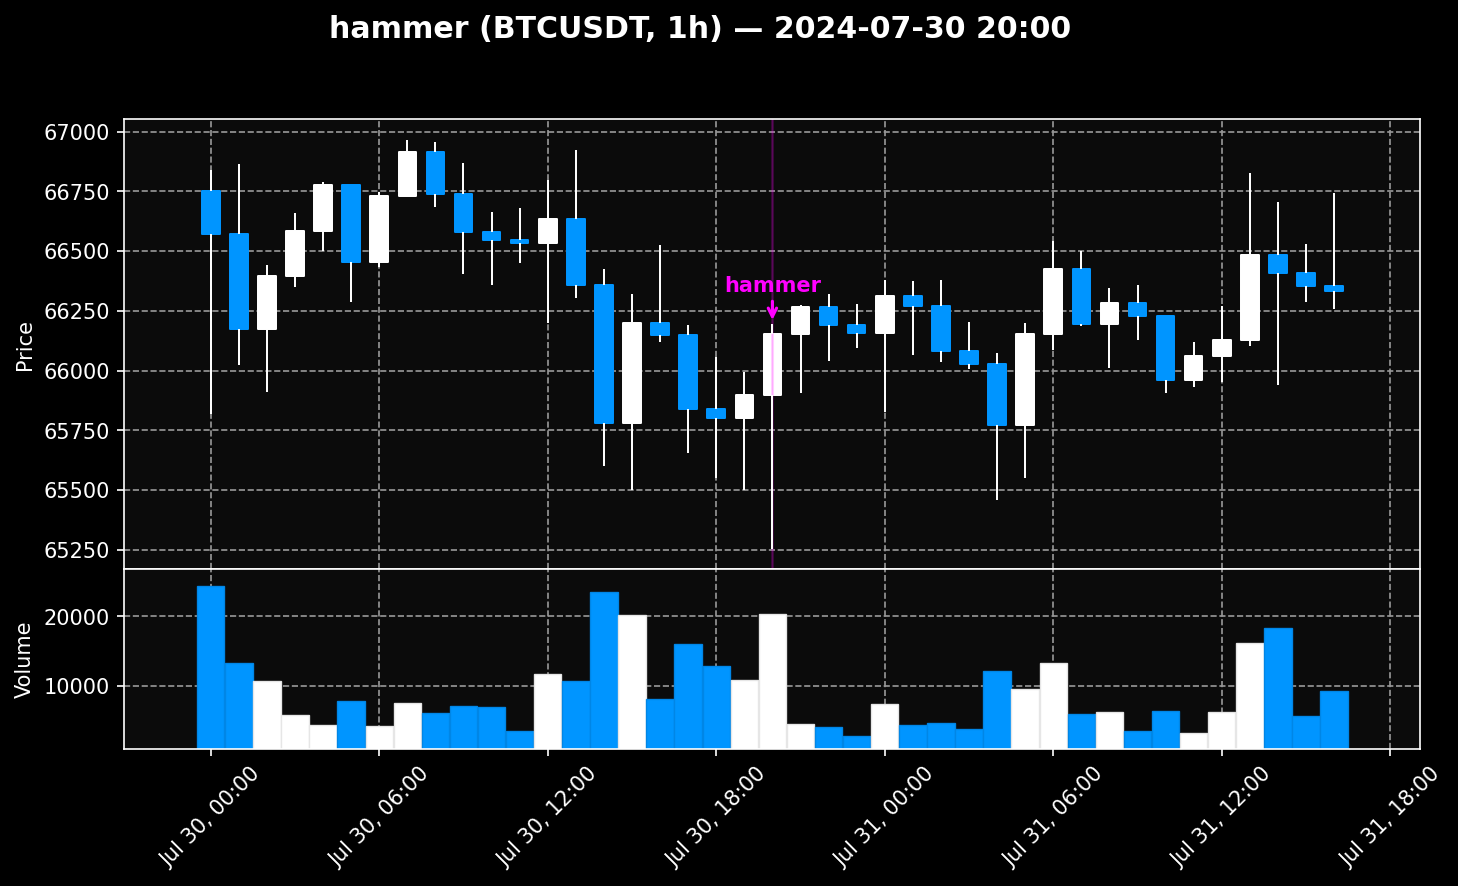 hammer (BTCUSDT, 1h) — 2024-07-30 20:00
67000
66750
66500
66250
66000
65750
65500
65250
Price
hammer
20000
10000
Volume
Jul 30, 00:00
Jul 30, 06:00
Jul 30, 12:00
Jul 30, 18:00
Jul 31, 00:00
Jul 31, 06:00
Jul 31, 12:00
Jul 31, 18:00